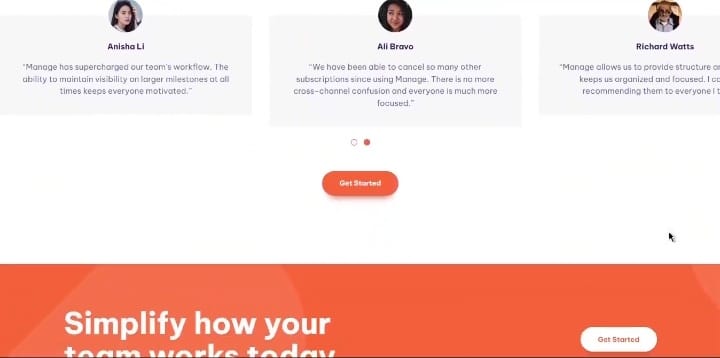 Anisha Li
“Manage has supercharged our team’s workflow. The
ability to maintain visibility on larger milestones at all
times keeps everyone motivated.”
Ali Bravo
“We have been able to cancel so many other
subscriptions since using Manage. There is no more
cross-channel confusion and everyone is much more
focused.”
Richard Watts
“Manage allows us to provide structure
keeps us organized and focused. I
recommending them to everyone I
Get Started
Simplify how your
team works today
Get Started